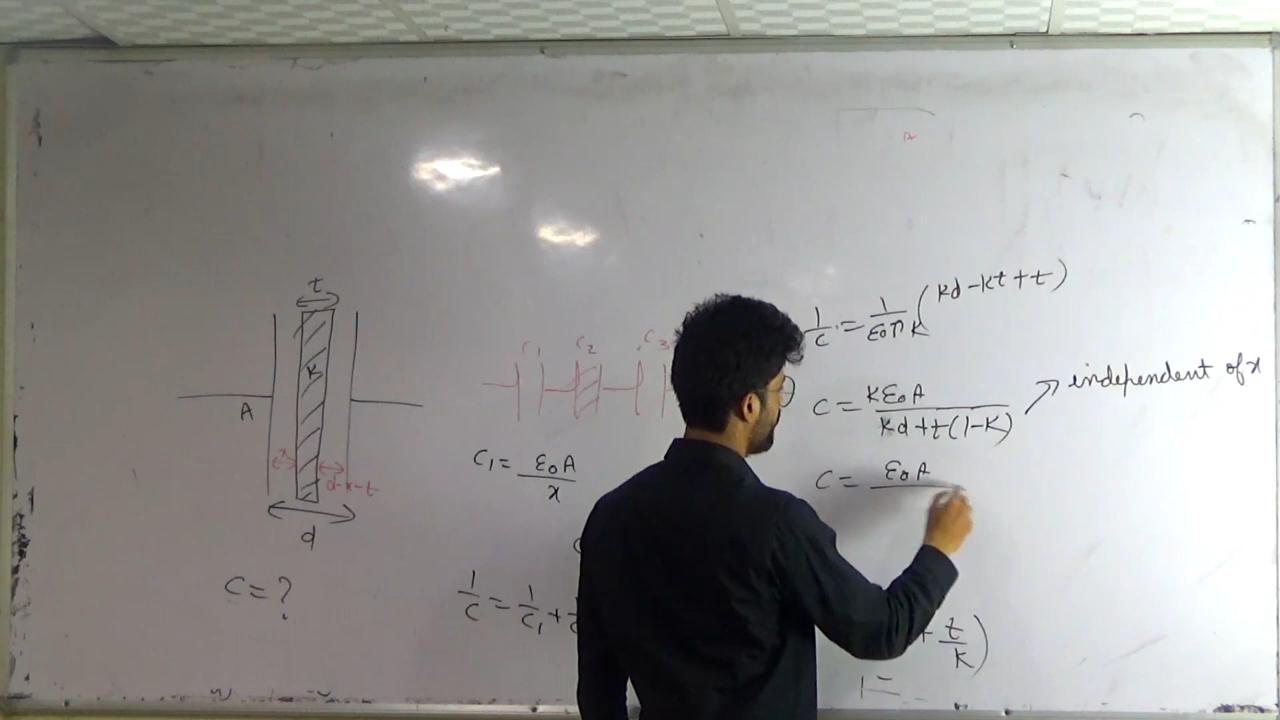 t
K
A
x
d-x-t
d
C = ?
C₁ C₂ C₃
C₁ = ε₀A
x
1/C = 1/C₁ +
1/C = 1/ε₀AK (Kd - Kt + t)
C = Kε₀A / Kd + t(1-K) → independent of x
C = ε₀A
+ t/K)